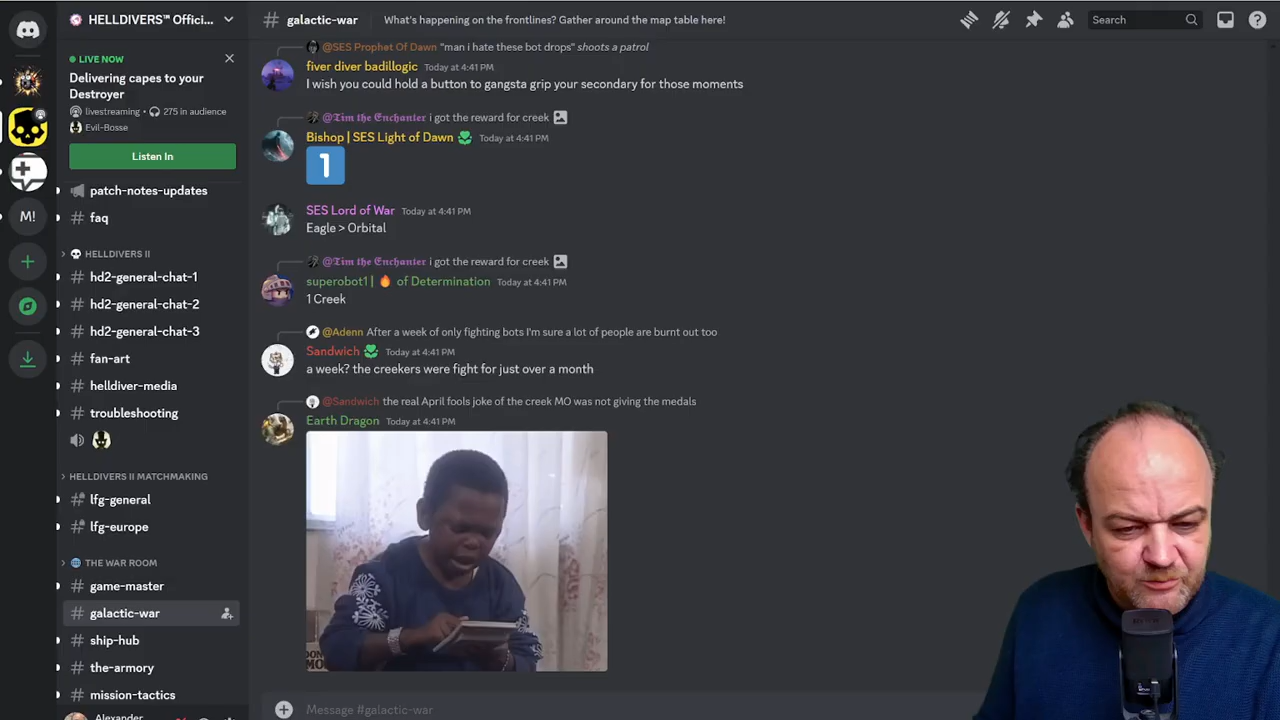 HELLDIVERS™ Offici...
LIVE NOW
Delivering capes to your
Destroyer
livestreaming • 275 in audience
Evil-Bosse
Listen In
patch-notes-updates
faq
HELLDIVERS II
hd2-general-chat-1
hd2-general-chat-2
hd2-general-chat-3
fan-art
helldiver-media
troubleshooting
HELLDIVERS II MATCHMAKING
lfg-general
lfg-europe
THE WAR ROOM
game-master
galactic-war
ship-hub
the-armory
mission-tactics
Alexander
M!
# galactic-war What's happening on the frontlines? Gather around the map table here!
Search
@SES Prophet Of Dawn "man i hate these bot drops" shoots a patrol
fiver diver badillogic Today at 4:41 PM
I wish you could hold a button to gangsta grip your secondary for those moments
@𝕿𝖎𝖒 𝖙𝖍𝖊 𝕰𝖓𝖈𝖍𝖆𝖓𝖙𝖊𝖗 i got the reward for creek
Bishop | SES Light of Dawn Today at 4:41 PM
1
SES Lord of War Today at 4:41 PM
Eagle > Orbital
@𝕿𝖎𝖒 𝖙𝖍𝖊 𝕰𝖓𝖈𝖍𝖆𝖓𝖙𝖊𝖗 i got the reward for creek
superobot1 | 🔥 of Determination Today at 4:41 PM
1 Creek
@Adenn After a week of only fighting bots I'm sure a lot of people are burnt out too
Sandwich Today at 4:41 PM
a week? the creekers were fight for just over a month
@Sandwich the real April fools joke of the creek MO was not giving the medals
Earth Dragon Today at 4:41 PM
Message #galactic-war